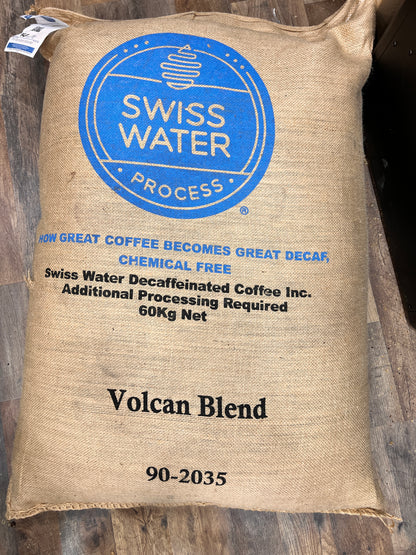 SWISS
WATER
PROCESS
®
HOW GREAT COFFEE BECOMES GREAT DECAF,
CHEMICAL FREE
Swiss Water Decaffeinated Coffee Inc.
Additional Processing Required
60Kg Net
Volcan Blend
90-2035